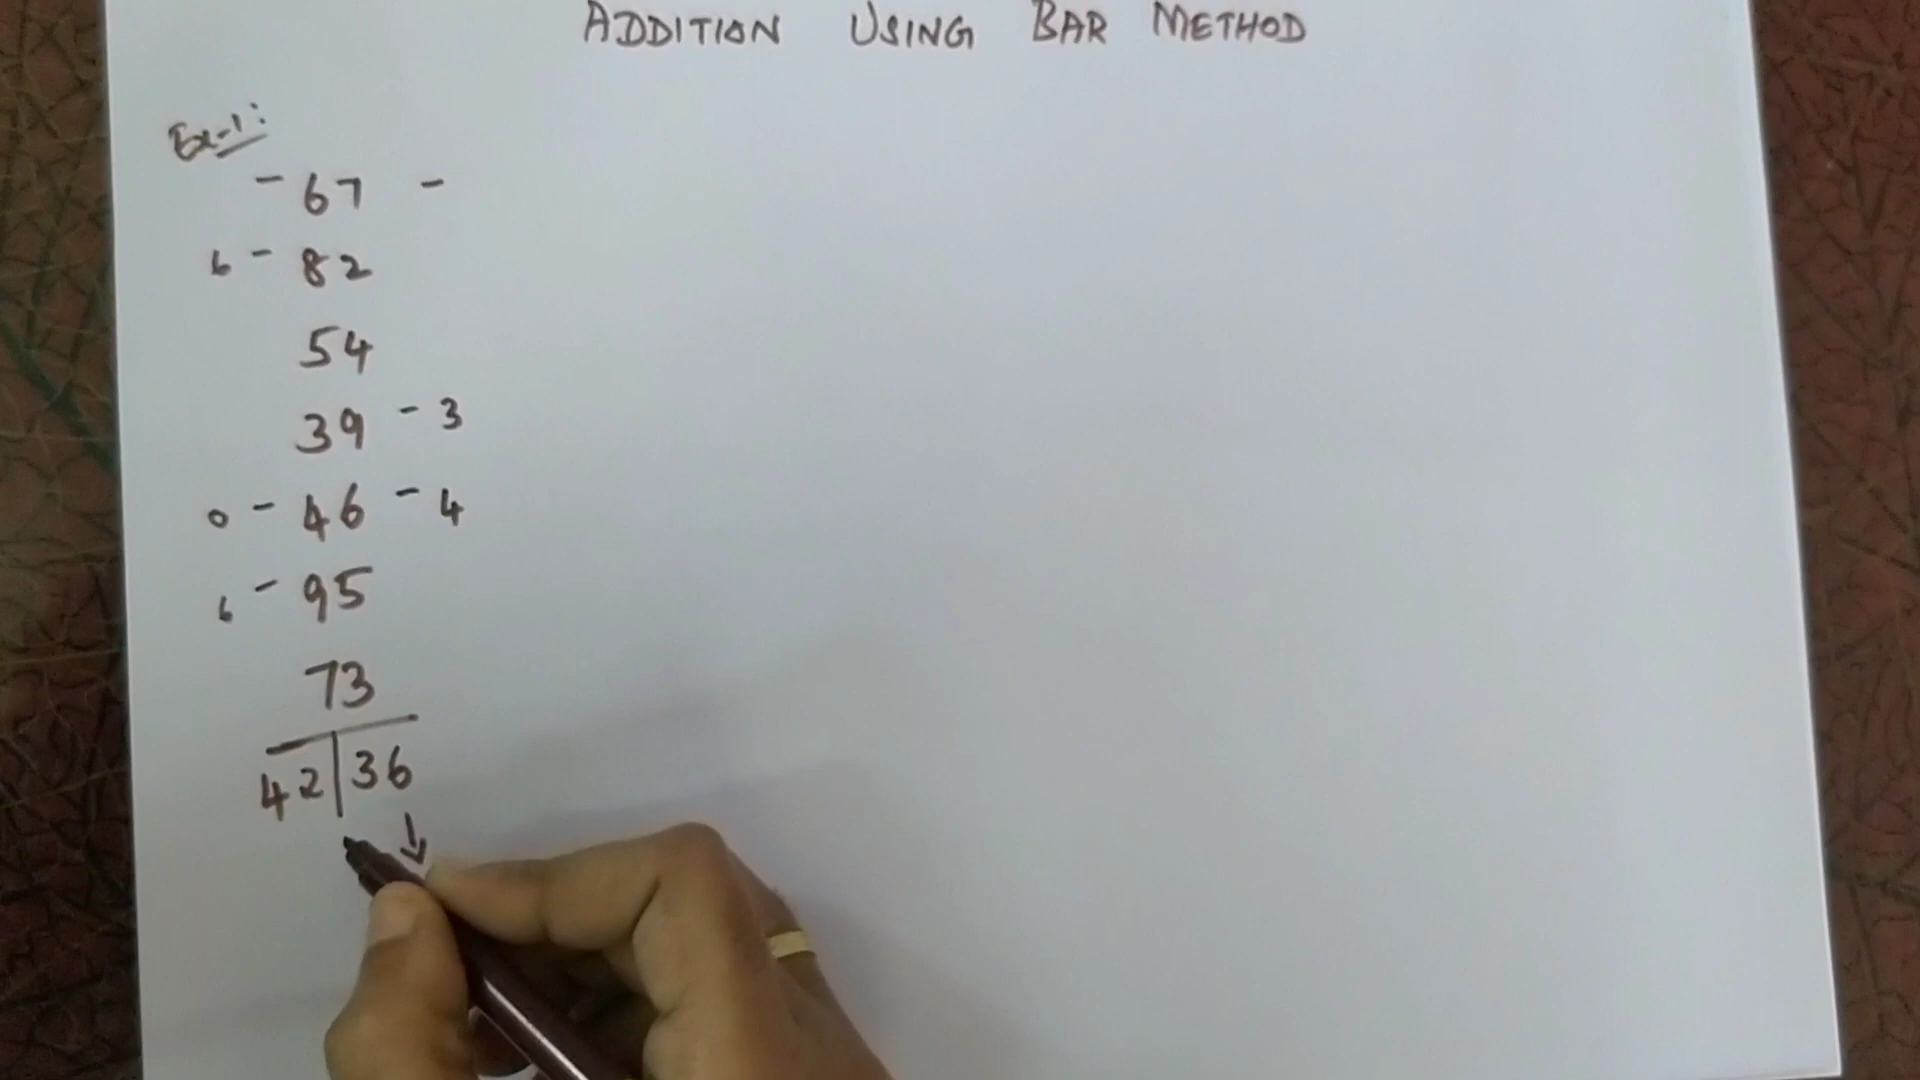 ADDITION USING BAR METHOD
Ex-1:
- 67 -
6 - 82
54
39 - 3
0 - 46 - 4
6 - 95
73
42|36
↓